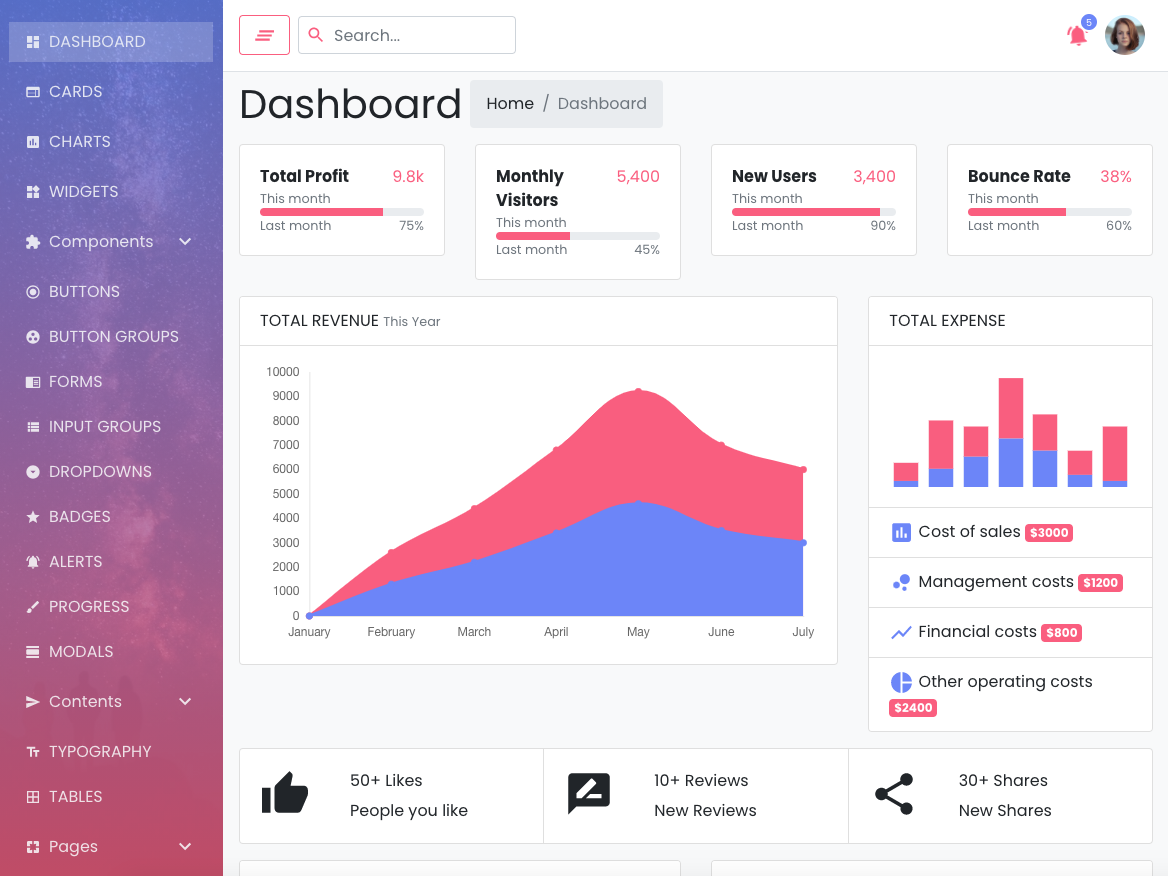 DASHBOARD
CARDS
CHARTS
WIDGETS
Components
BUTTONS
BUTTON GROUPS
FORMS
INPUT GROUPS
DROPDOWNS
BADGES
ALERTS
PROGRESS
MODALS
Contents
TYPOGRAPHY
TABLES
Pages
Search...
5
Dashboard
Home / Dashboard
Total Profit 9.8k
This month
Last month 75%
Monthly Visitors 5,400
This month
Last month 45%
New Users 3,400
This month
Last month 90%
Bounce Rate 38%
This month
Last month 60%
TOTAL REVENUE This Year
10000
9000
8000
7000
6000
5000
4000
3000
2000
1000
0
January February March April May June July
TOTAL EXPENSE
Cost of sales $3000
Management costs $1200
Financial costs $800
Other operating costs
$2400
50+ Likes
People you like
10+ Reviews
New Reviews
30+ Shares
New Shares